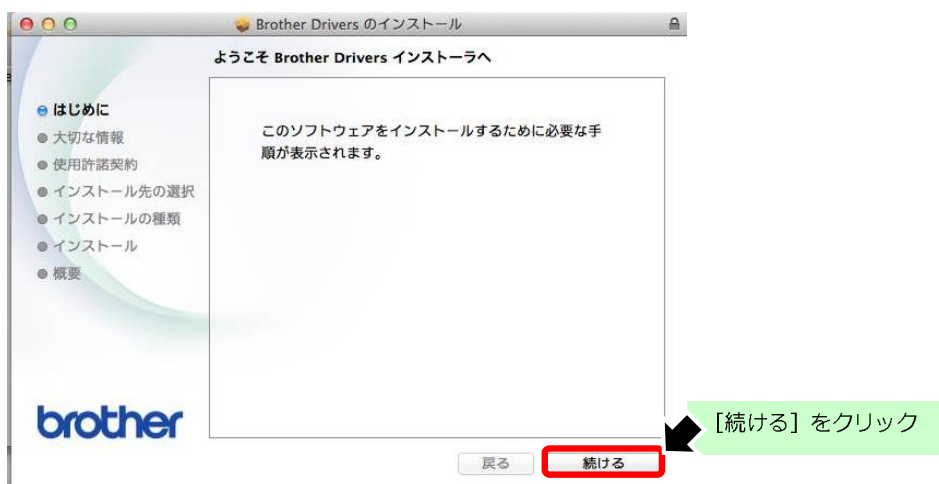 Brother Drivers のインストール
ようこそ Brother Drivers インストーラへ
はじめに
大切な情報
使用許諾契約
インストール先の選択
インストールの種類
インストール
概要
このソフトウェアをインストールするために必要な手
順が表示されます。
brother
[続ける] をクリック
戻る
続ける